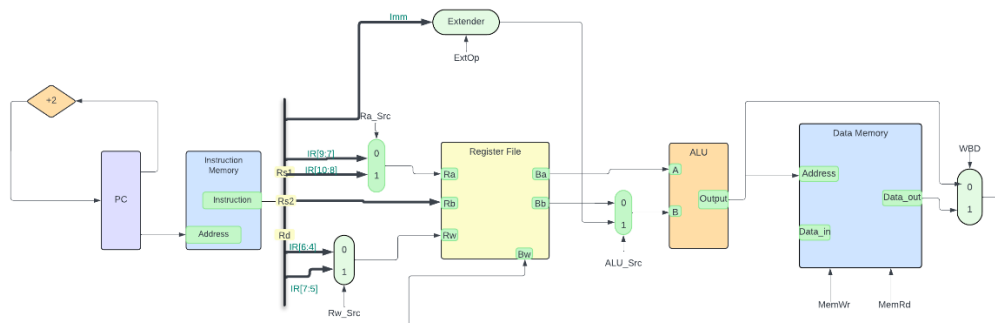 Imm
Extender
ExtOp
+2
PC
Instruction
Memory
Instruction
Address
Ra_Src
IR[9:7]
0
Rs1
IR[10:8]
1
Rs2
Rd
IR[6:4]
0
1
IR[7:5]
Rw_Src
Register File
Ra
Ba
Rb
Bb
Rw
Bw
0
1
ALU_Src
ALU
A
Output
B
Data Memory
Address
Data_out
Data_in
MemWr
MemRd
WBD
0
1